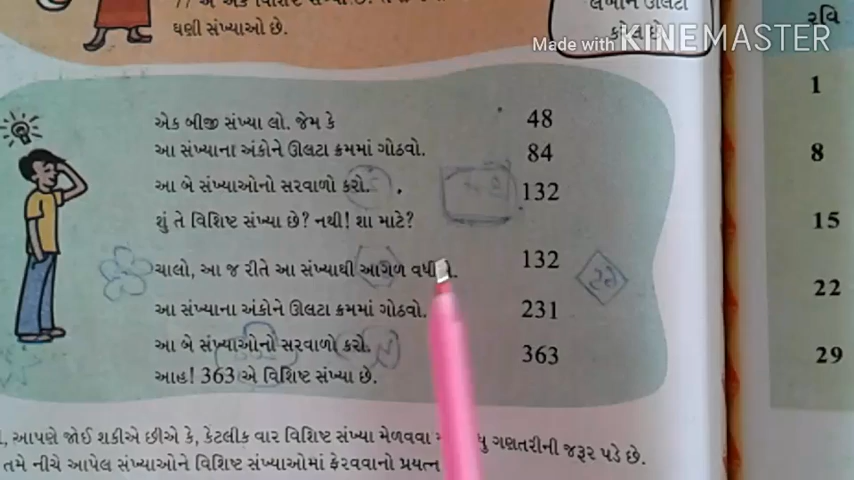 ઘણી સંખ્યાઓ છે.
Made with KINEMASTER
રવિ
એક બીજી સંખ્યા લો. જેમ કે 48
આ સંખ્યાના અંકોને ઊલટા ક્રમમાં ગોઠવો. 84
આ બે સંખ્યાઓનો સરવાળો કરો. 132
શું તે વિશિષ્ટ સંખ્યા છે? નથી! શા માટે?
ચાલો, આ જ રીતે આ સંખ્યાથી આગળ 132
આ સંખ્યાના અંકોને ઊલટા ક્રમમાં ગોઠવો. 231
આ બે સંખ્યાઓનો સરવાળો કરો. 363
આહ! 363 એ વિશિષ્ટ સંખ્યા છે.
આપણે જોઈ શકીએ છીએ કે, કેટલીક વાર વિશિષ્ટ સંખ્યા મેળવવા ગણતરીની જરૂર પડે છે.
તમે નીચે આપેલ સંખ્યાઓને વિશિષ્ટ સંખ્યાઓમાં ફેરવવાનો પ્રયત્ન
1
8
15
22
29